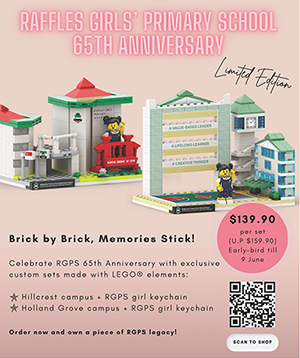 RAFFLES GIRLS' PRIMARY SCHOOL
65TH ANNIVERSARY
Limited Edition
A VALUE-BASED LEADER
A LIFELONG LEARNER
A CREATIVE THINKER
$139.90
per set
(U.P $159.90)
Early-bird till
9 June
Brick by Brick, Memories Stick!
Celebrate RGPS 65th Anniversary with exclusive
custom sets made with LEGO® elements:
★ Hillcrest campus + RGPS girl keychain
★ Holland Grove campus + RGPS girl keychain
Order now and own a piece of RGPS legacy!
SCAN TO SHOP